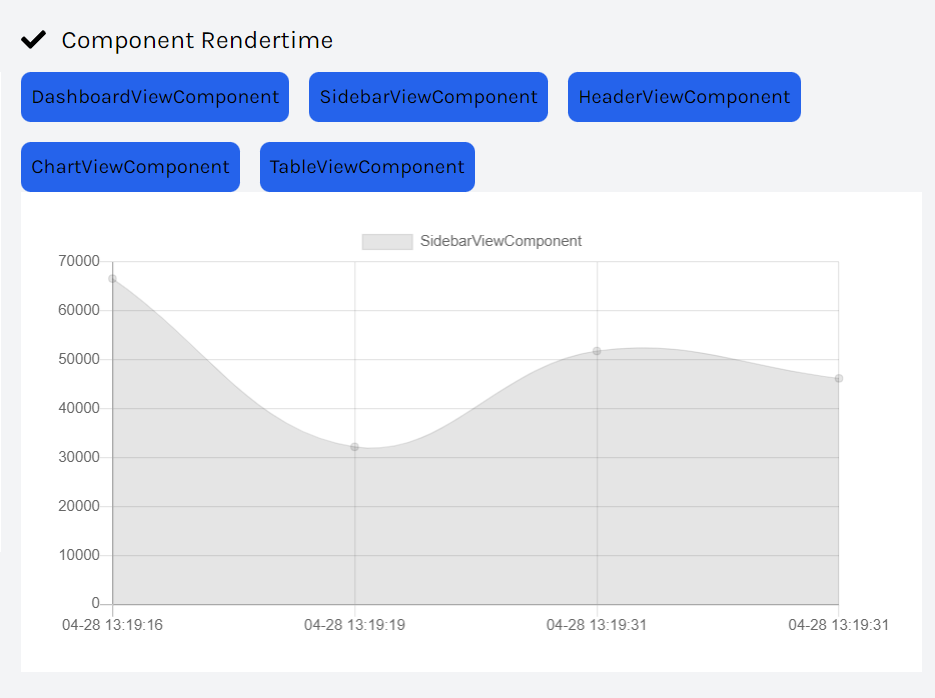 Component Rendertime
DashboardViewComponent SidebarViewComponent HeaderViewComponent
ChartViewComponent TableViewComponent
SidebarViewComponent
70000
60000
50000
40000
30000
20000
10000
0
04-28 13:19:16 04-28 13:19:19 04-28 13:19:31 04-28 13:19:31